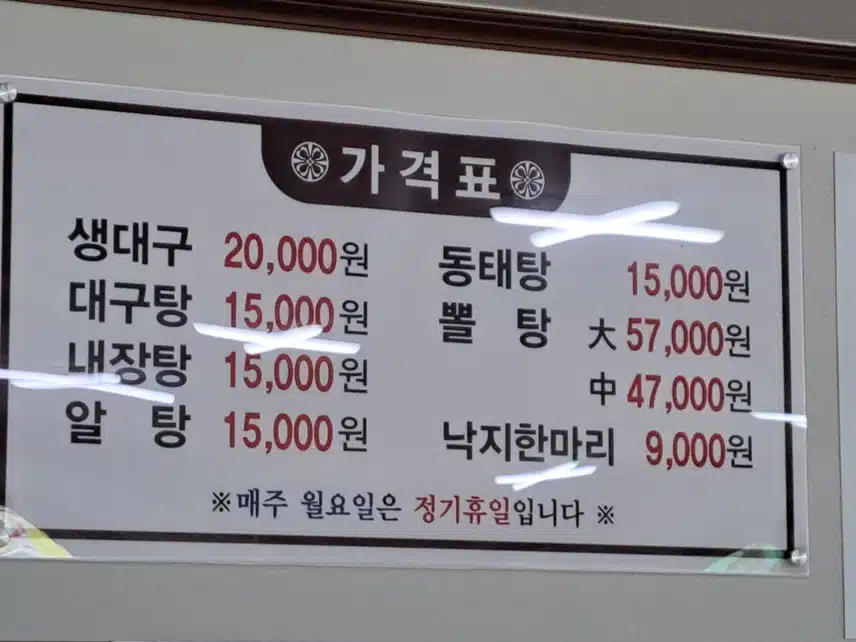 가격표
생대구 20,000원
대구탕 15,000원
내장탕 15,000원
알 탕 15,000원
동태탕 15,000원
뽈 탕 大 57,000원
中 47,000원
낙지한마리 9,000원
※매주 월요일은 정기휴일입니다※